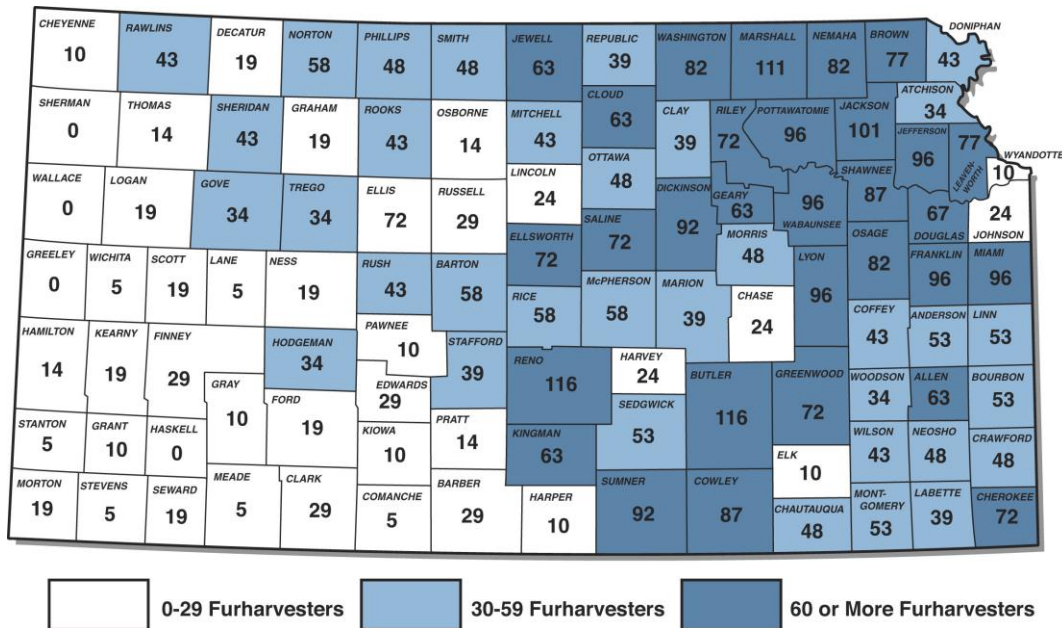 CHEYENNE
10
RAWLINS
43
DECATUR
19
NORTON
58
PHILLIPS
48
SMITH
48
JEWELL
63
REPUBLIC
39
WASHINGTON
82
MARSHALL
111
NEMAHA
82
BROWN
77
DONIPHAN
43
SHERMAN
0
THOMAS
14
SHERIDAN
43
GRAHAM
19
ROOKS
43
OSBORNE
14
MITCHELL
43
CLOUD
63
CLAY
39
RILEY
72
POTTAWATOMIE
96
JACKSON
101
ATCHISON
34
JEFFERSON
96
77
LEAVEN-
WORTH
WYANDOTTE
10
WALLACE
0
LOGAN
19
GOVE
34
TREGO
34
ELLIS
72
RUSSELL
29
LINCOLN
24
OTTAWA
48
SALINE
72
DICKINSON
92
GEARY
63
96
WABAUNSEE
SHAWNEE
87
67
DOUGLAS
24
JOHNSON
GREELEY
0
WICHITA
5
SCOTT
19
LANE
5
NESS
19
RUSH
43
BARTON
58
ELLSWORTH
72
RICE
58
McPHERSON
58
MARION
39
MORRIS
48
CHASE
24
LYON
96
OSAGE
82
FRANKLIN
96
MIAMI
96
HAMILTON
14
KEARNY
19
FINNEY
29
HODGEMAN
34
PAWNEE
10
STAFFORD
39
RENO
116
HARVEY
24
BUTLER
116
GREENWOOD
72
COFFEY
43
ANDERSON
53
LINN
53
GRAY
10
FORD
19
EDWARDS
29
KIOWA
10
PRATT
14
KINGMAN
63
SEDGWICK
53
WOODSON
34
ALLEN
63
BOURBON
53
STANTON
5
GRANT
10
HASKELL
0
ELK
10
WILSON
43
NEOSHO
48
CRAWFORD
48
MORTON
19
STEVENS
5
SEWARD
19
MEADE
5
CLARK
29
COMANCHE
5
BARBER
29
HARPER
10
SUMNER
92
COWLEY
87
CHAUTAUQUA
48
MONT-
GOMERY
53
LABETTE
39
CHEROKEE
72
0-29 Furharvesters
30-59 Furharvesters
60 or More Furharvesters